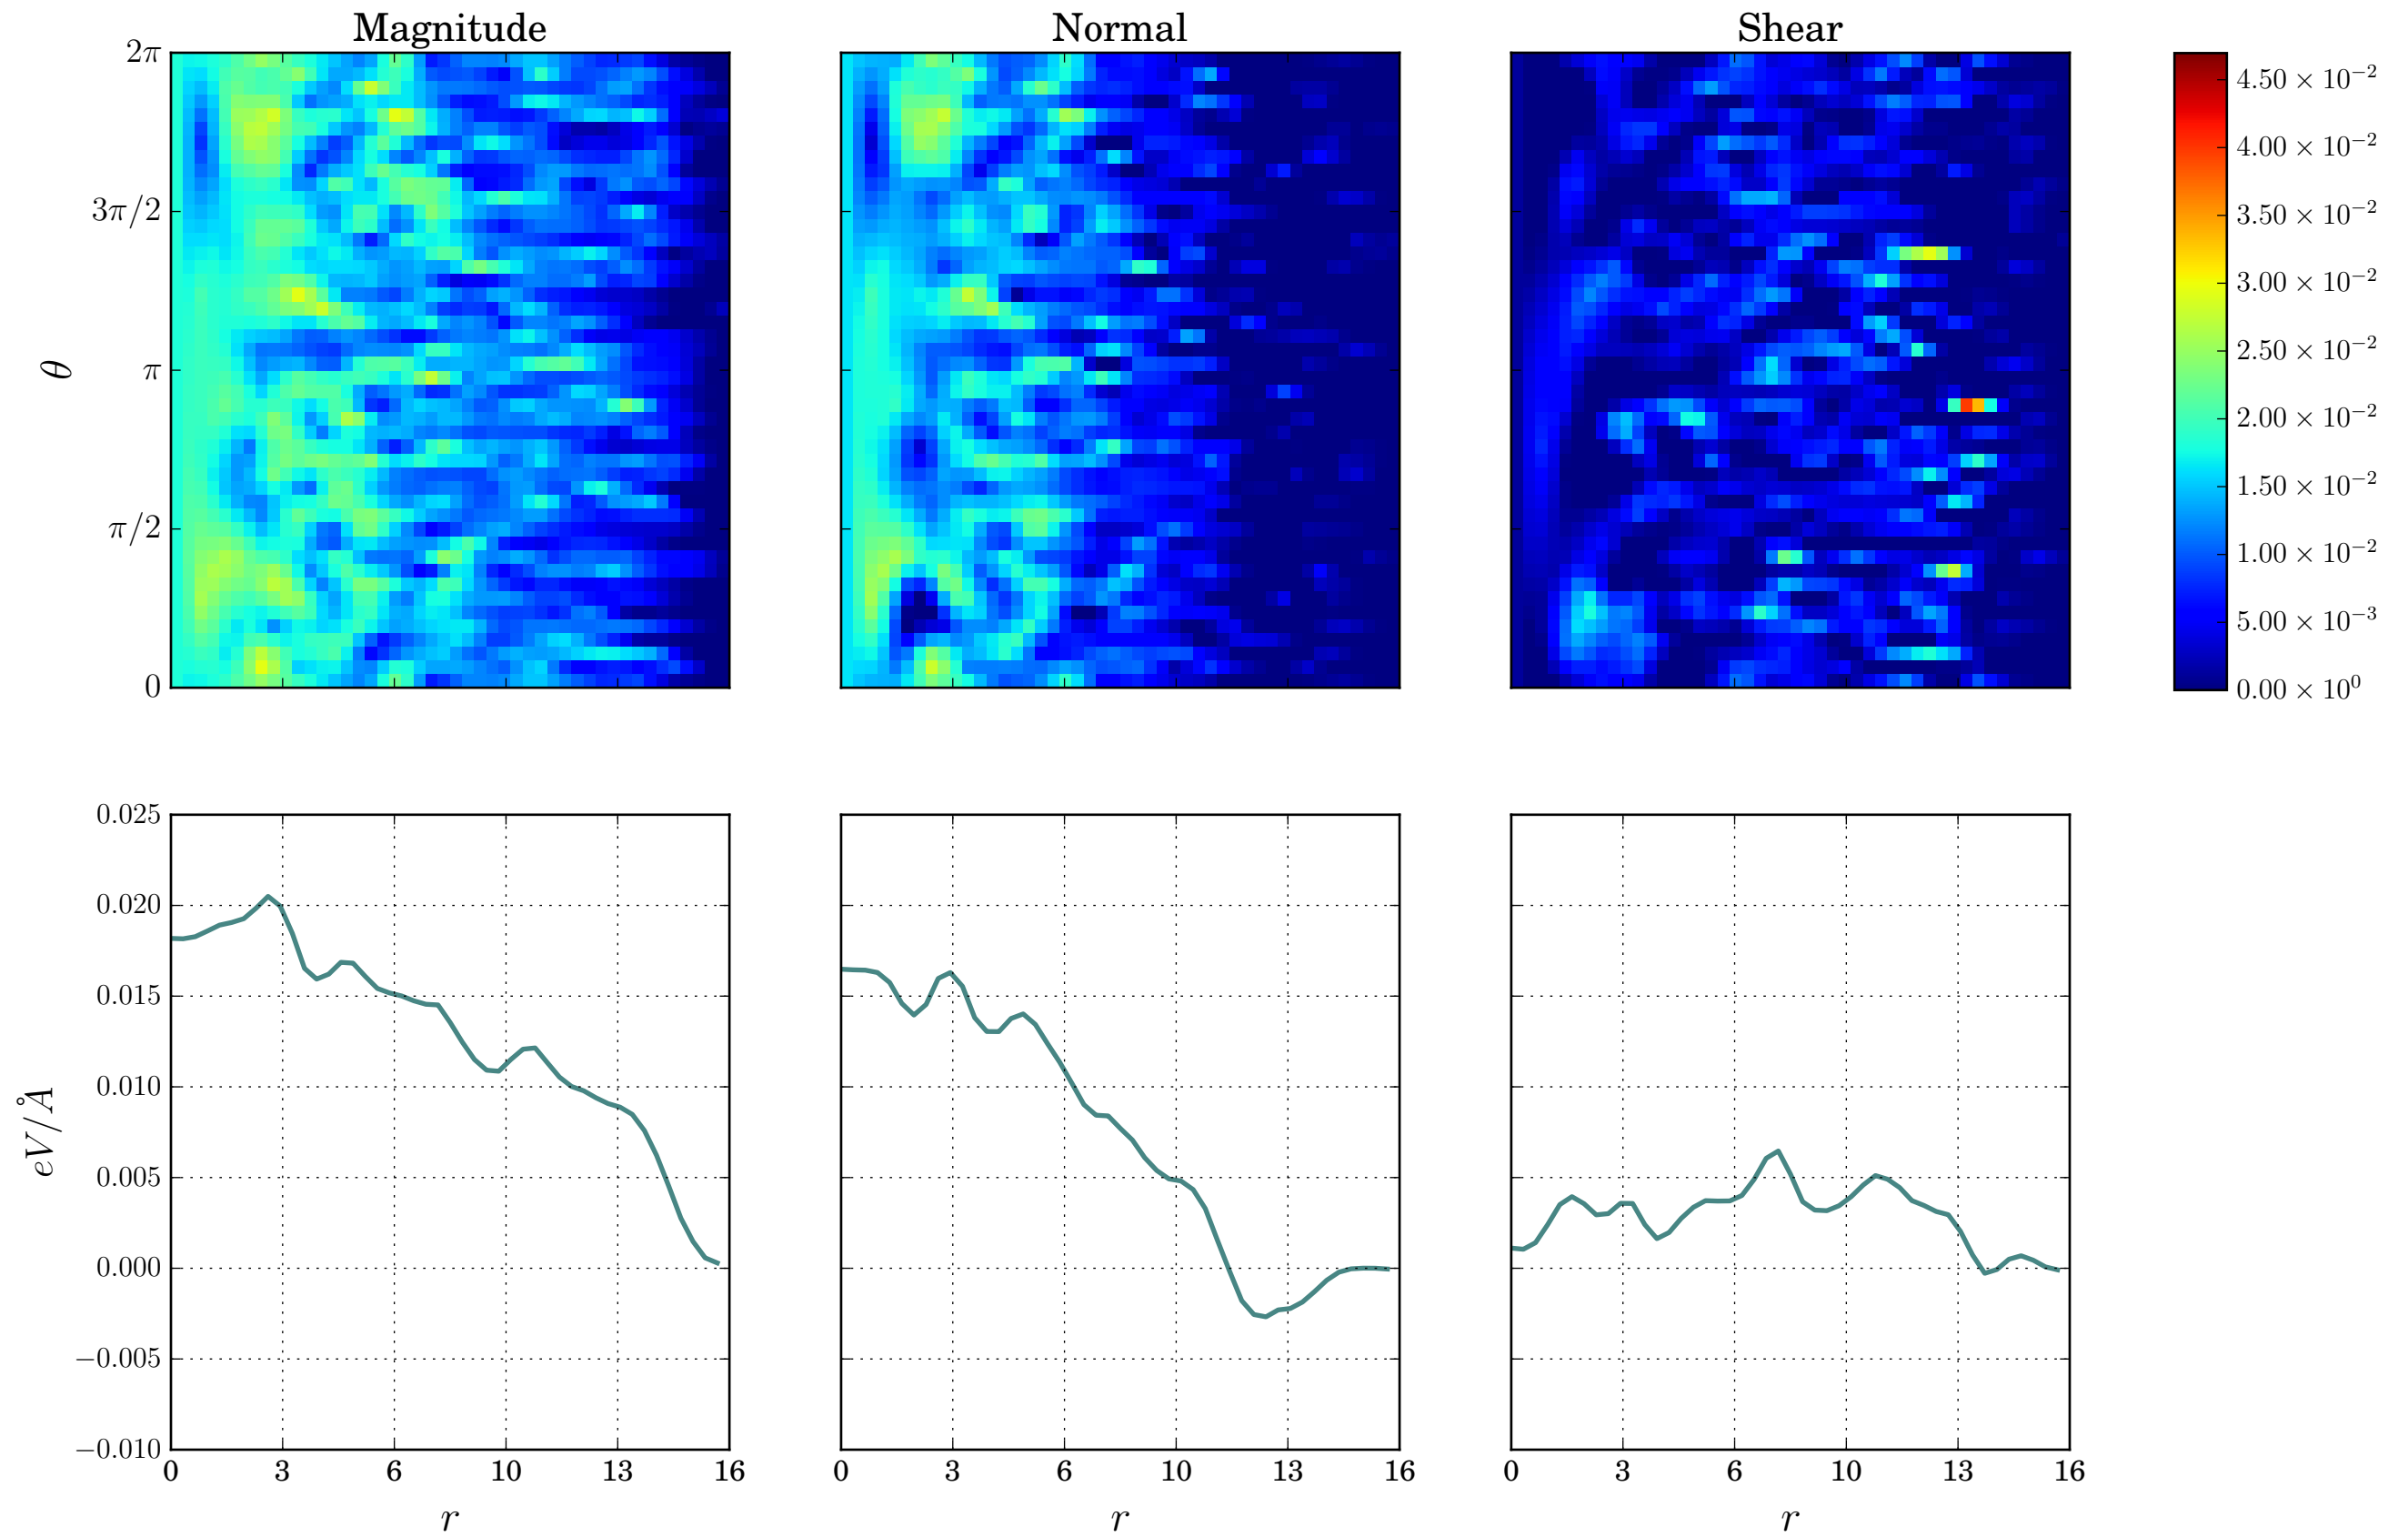 Magnitude Normal Shear
2π
3π/2
π
π/2
0
θ
4.50 × 10⁻²
4.00 × 10⁻²
3.50 × 10⁻²
3.00 × 10⁻²
2.50 × 10⁻²
2.00 × 10⁻²
1.50 × 10⁻²
1.00 × 10⁻²
5.00 × 10⁻³
0.00 × 10⁰
0.025
0.020
0.015
0.010
0.005
0.000
−0.005
−0.010
eV/Å
0 3 6 10 13 16
0 3 6 10 13 16
0 3 6 10 13 16
r r r